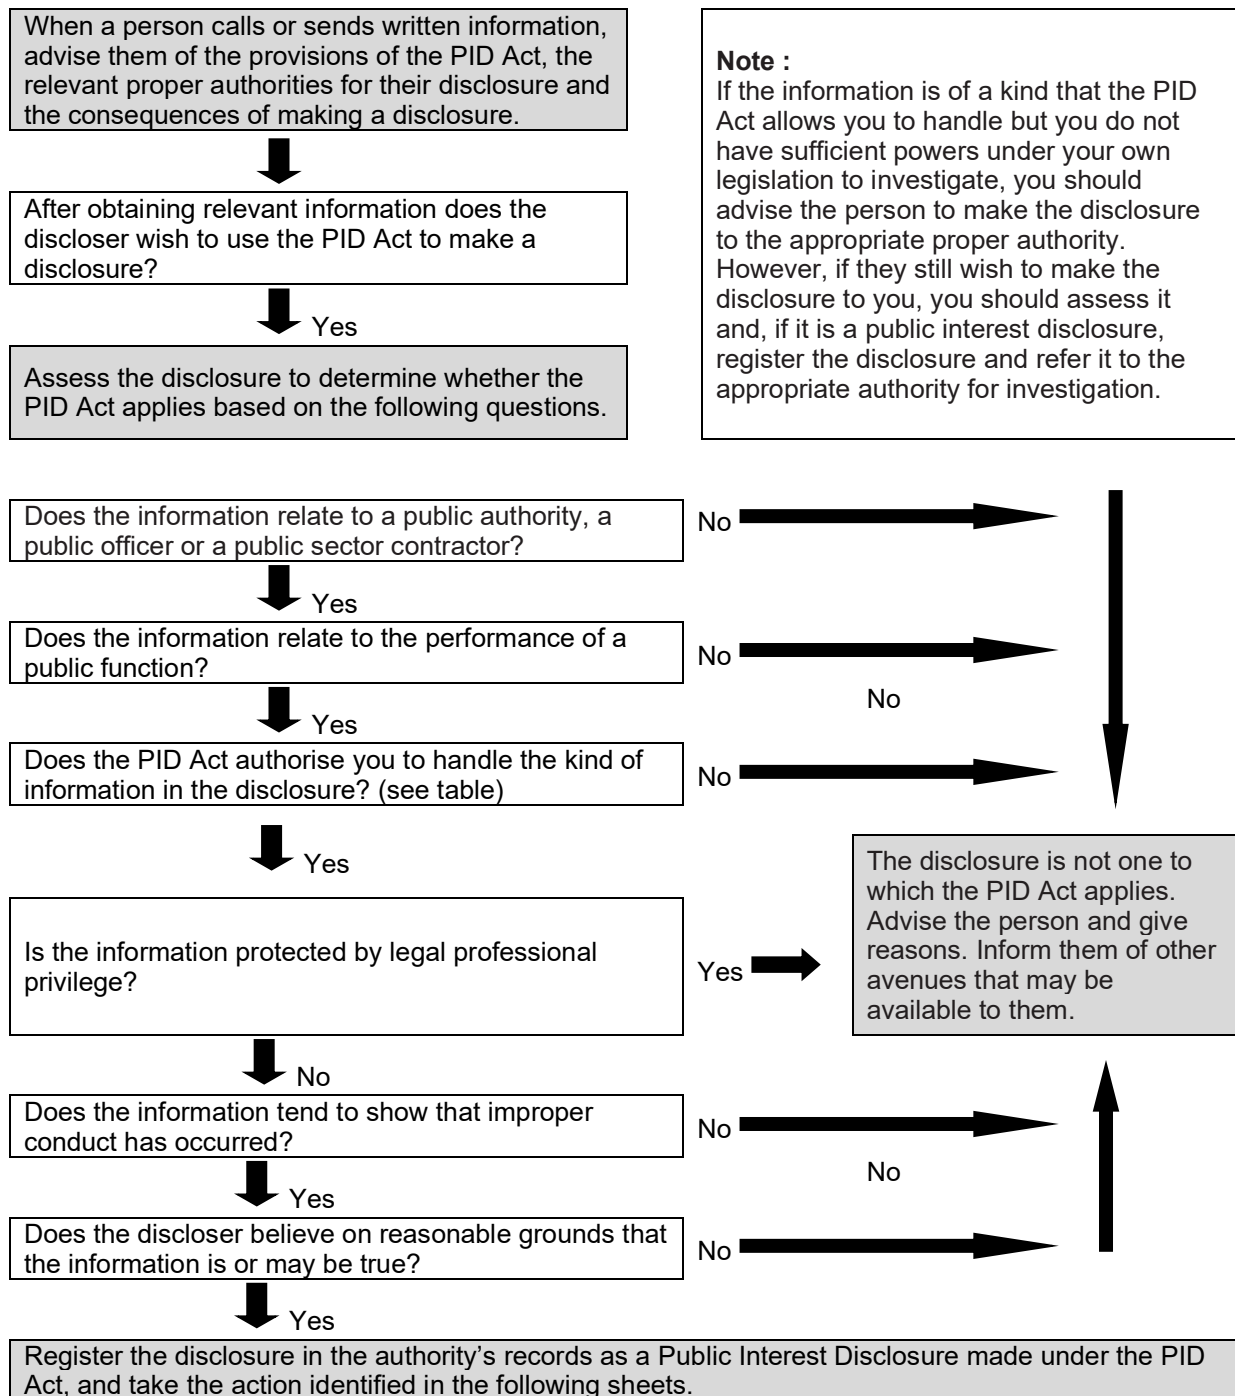 When a person calls or sends written information,
advise them of the provisions of the PID Act, the
relevant proper authorities for their disclosure and
the consequences of making a disclosure.
Note :
If the information is of a kind that the PID
Act allows you to handle but you do not
have sufficient powers under your own
legislation to investigate, you should
advise the person to make the disclosure
to the appropriate proper authority.
However, if they still wish to make the
disclosure to you, you should assess it
and, if it is a public interest disclosure,
register the disclosure and refer it to the
appropriate authority for investigation.
After obtaining relevant information does the
discloser wish to use the PID Act to make a
disclosure?
Yes
Assess the disclosure to determine whether the
PID Act applies based on the following questions.
Does the information relate to a public authority, a
public officer or a public sector contractor?
No
Yes
Does the information relate to the performance of a
public function?
No
No
Yes
Does the PID Act authorise you to handle the kind of
information in the disclosure? (see table)
No
Yes
The disclosure is not one to
which the PID Act applies.
Advise the person and give
reasons. Inform them of other
avenues that may be
available to them.
Is the information protected by legal professional
privilege?
Yes
No
Does the information tend to show that improper
conduct has occurred?
No
No
Yes
Does the discloser believe on reasonable grounds that
the information is or may be true?
No
Yes
Register the disclosure in the authority's records as a Public Interest Disclosure made under the PID
Act, and take the action identified in the following sheets.